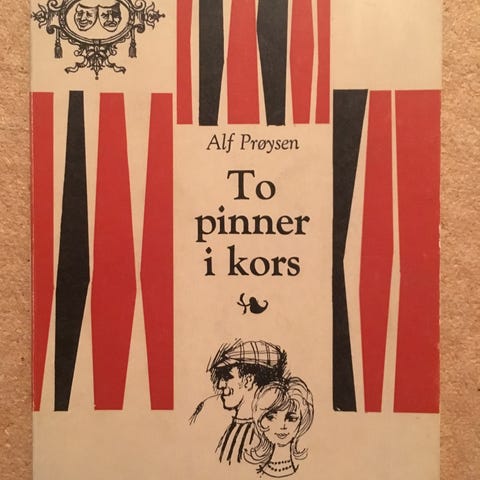 Alf Prøysen
To
pinner
i kors